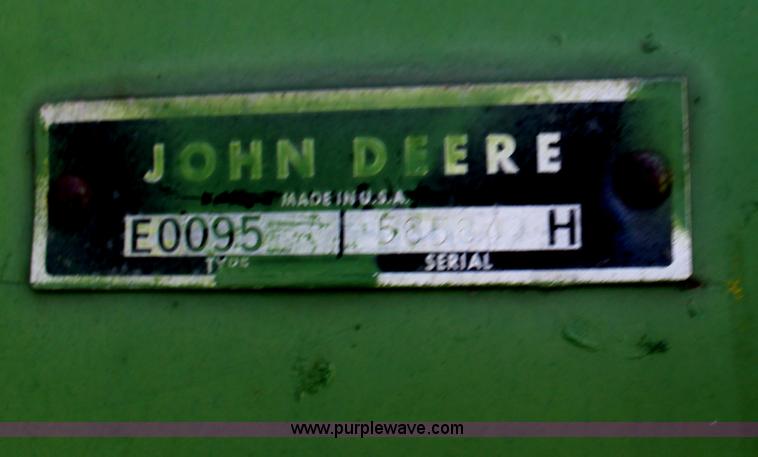 JOHN DEERE
MADE IN U.S.A.
E0095 H
TYPE SERIAL
www.purplewave.com